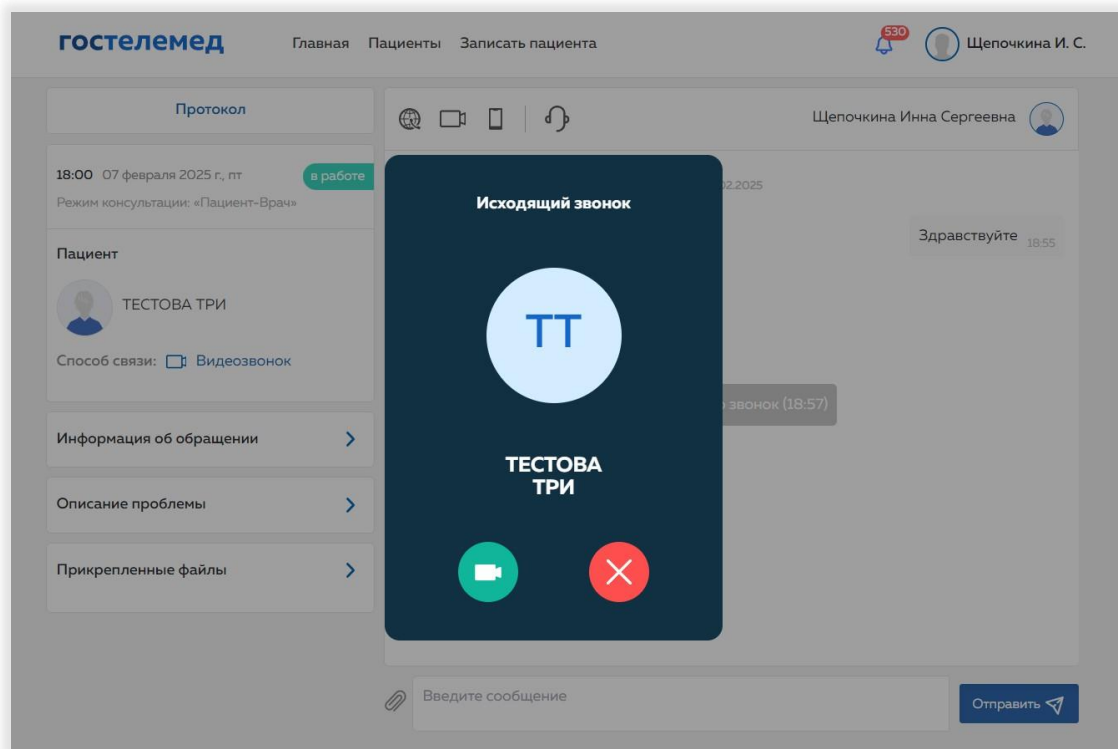 гостелемед
Главная Пациенты Записать пациента
530
Щепочкина И. С.
Протокол
18:00 07 февраля 2025 г., пт
в работе
Режим консультации: «Пациент-Врач»
Пациент
ТЕСТОВА ТРИ
Способ связи: Видеозвонок
Информация об обращении
Описание проблемы
Прикрепленные файлы
Щепочкина Инна Сергеевна
02.2025
Здравствуйте 18:55
звонок (18:57)
Исходящий звонок
ТТ
ТЕСТОВА
ТРИ
Введите сообщение
Отправить